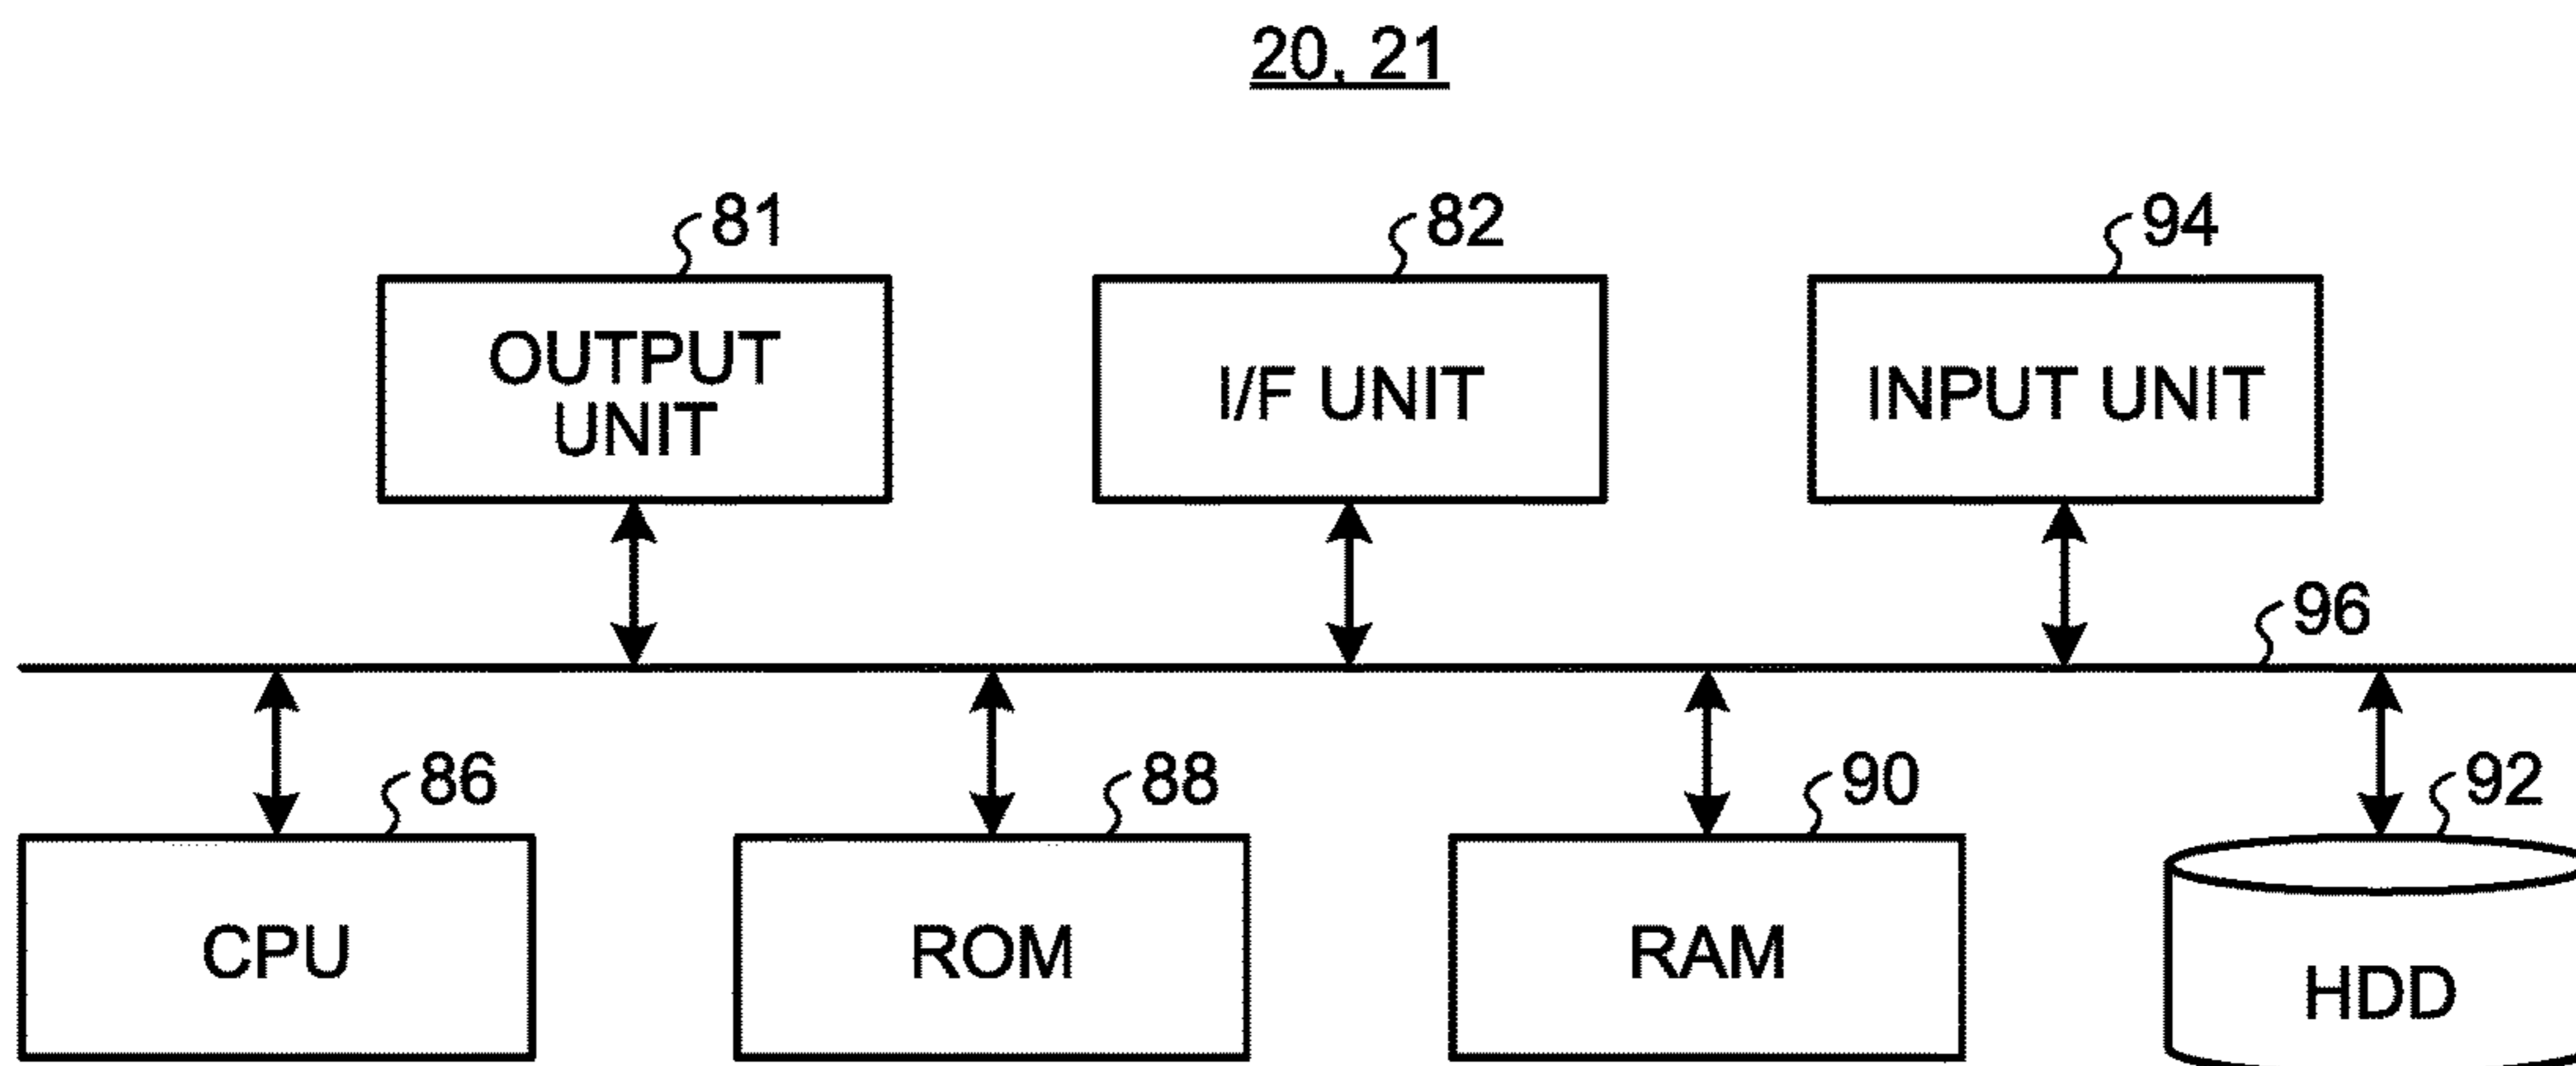 20, 21
81
82
94
OUTPUT
UNIT
I/F UNIT
INPUT UNIT
96
86
88
90
92
CPU
ROM
RAM
HDD